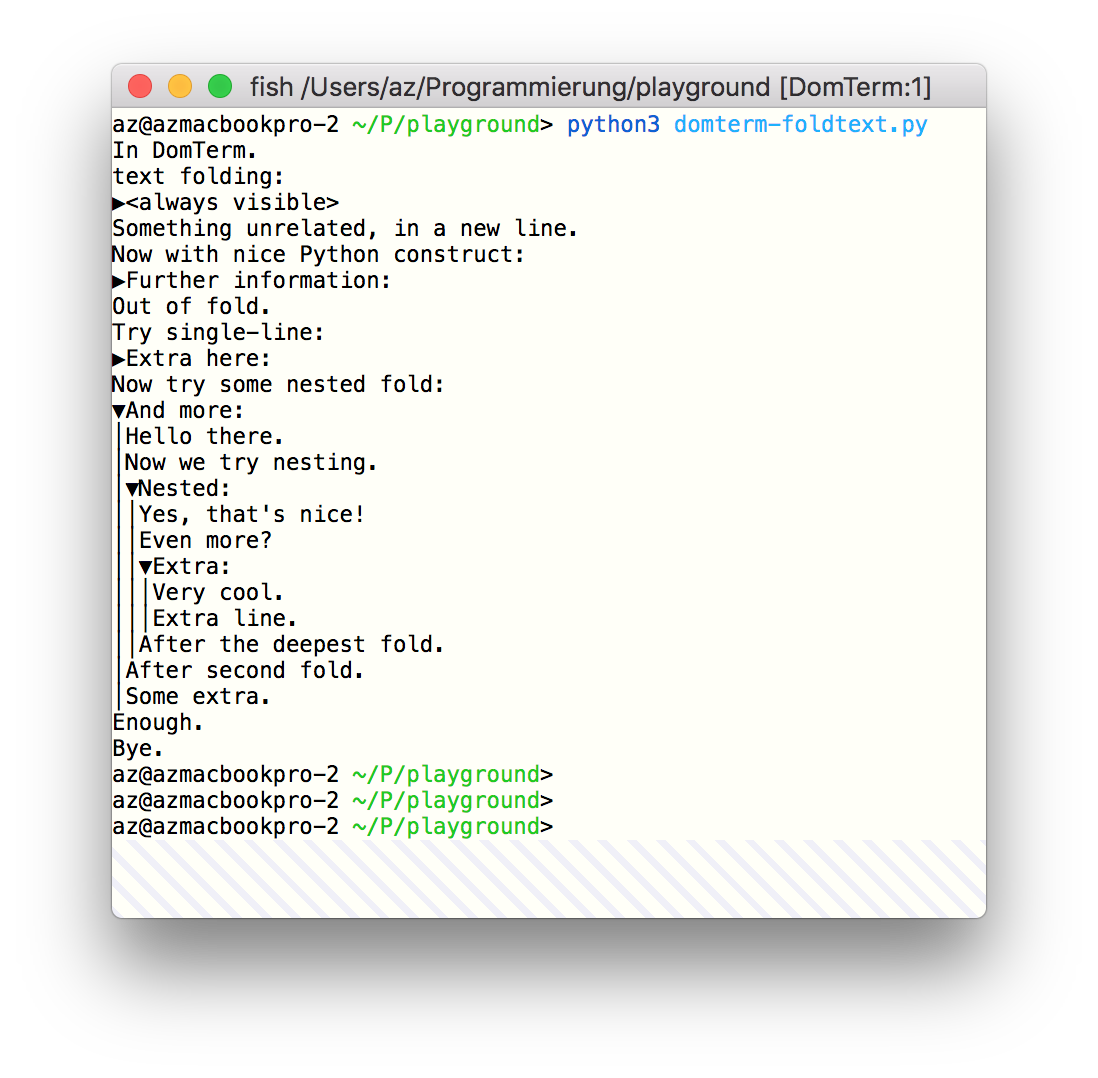 fish /Users/az/Programmierung/playground [DomTerm:1]
az@azmacbookpro-2 ~/P/playground> python3 domterm-foldtext.py
In DomTerm.
text folding:
▶<always visible>
Something unrelated, in a new line.
Now with nice Python construct:
▶Further information:
Out of fold.
Try single-line:
▶Extra here:
Now try some nested fold:
▼And more:
│Hello there.
│Now we try nesting.
│▼Nested:
││Yes, that's nice!
││Even more?
││▼Extra:
│││Very cool.
│││Extra line.
││After the deepest fold.
│After second fold.
│Some extra.
Enough.
Bye.
az@azmacbookpro-2 ~/P/playground>
az@azmacbookpro-2 ~/P/playground>
az@azmacbookpro-2 ~/P/playground>